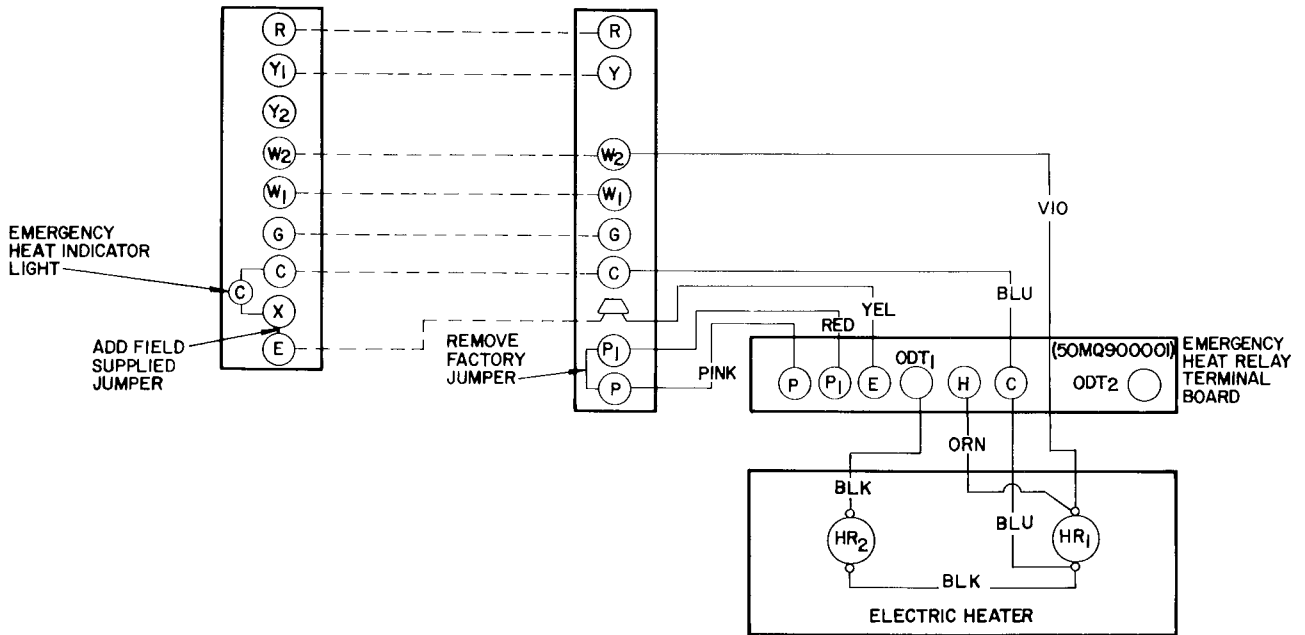 R
Y1
Y2
W2
W1
G
C
X
E
C
EMERGENCY
HEAT INDICATOR
LIGHT
ADD FIELD
SUPPLIED
JUMPER
R
Y
W2
W1
G
C
P1
P
REMOVE
FACTORY
JUMPER
VIO
BLU
YEL
RED
PINK
P
P1
E
ODT1
H
C
(50MQ900001)
ODT2
EMERGENCY
HEAT RELAY
TERMINAL
BOARD
ORN
BLK
BLU
HR2
HR1
BLK
ELECTRIC HEATER